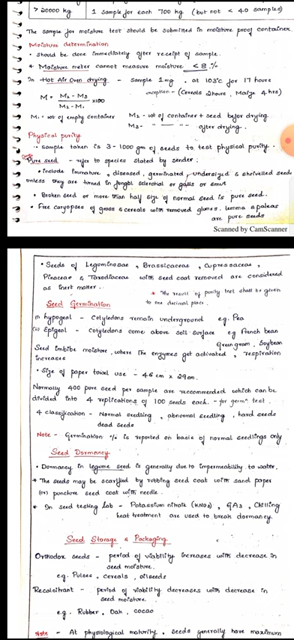 > 20000 kg 1 sample for each 700 kg (but not < 40 samples)
The sample for moisture test should be submitted in moisture proof container.
Moisture determination
• should be done immediately after receipt of sample.
* Moisture meter cannot measure moisture < 8 %
In Hot Air Oven drying - sample 1 mg, at 103°c for 17 hours
exception - (Cereals 2 hours, Maize 4 hrs)
M = M2 - M3 / M2 - M1 x 100
M1 - wt of empty container M2 - wt of container + seed before drying
M3 - after drying.
Physical purity
• Sample taken is 3-1000 gm of seeds to test physical purity.
Pure seed - refer to species stated by sender.
• Include immature, diseased, germinated, undersized & shrivelled seeds
unless they are turned in fungal sclerotial or galls or smut
• Broken seed or more than half size of normal seed is pure seed.
• Free caryopses of grass & cereals with removed glumes, lemma & paleae
are pure seeds
Scanned by CamScanner
• Seeds of Leguminosae, Brassicaceae, Cupressaceae,
Pinaceae & Taxodiaceae with seed coat removed are considered
as inert matter.
* The result of purity test shall be given
to one decimal place.
Seed Germination
(i) Hypogeal - Cotyledons remain underground eg. Pea
(ii) Epigeal - Cotyledons come above soil surface eg French bean
Greengram, Soybean
Seed imbibe moisture, where the enzymes get activated, respiration
increases
• Size of paper towel use - 46 cm x 29cm.
Normally 400 pure seed per sample are recommended which can be
divided into 4 replications of 100 seeds each. - for germn test.
4 classification - Normal seedling, abnormal seedling, hard seeds
dead seeds
Note - Germination % is reported on basis of normal seedlings only
Seed Dormancy
• Dormancy in legume seed is generally due to impermeability to water.
• The seeds may be scarified by rubbing seed coat with sand paper
(or) puncture seed coat with needle.
• In seed testing lab - Potassium nitrate (KNO3), GA3, Chilling
heat treatment are used to break dormancy.
Seed Storage & Packaging
Orthodox seeds - period of viability increases with decrease in
seed moisture.
eg. Pulses, cereals, oilseeds
Recalcitrant - period of viability decreases with decrease in
seed moisture.
eg. Rubber, Oak, cocoa
Note - At physiological maturity, seeds generally have maximum